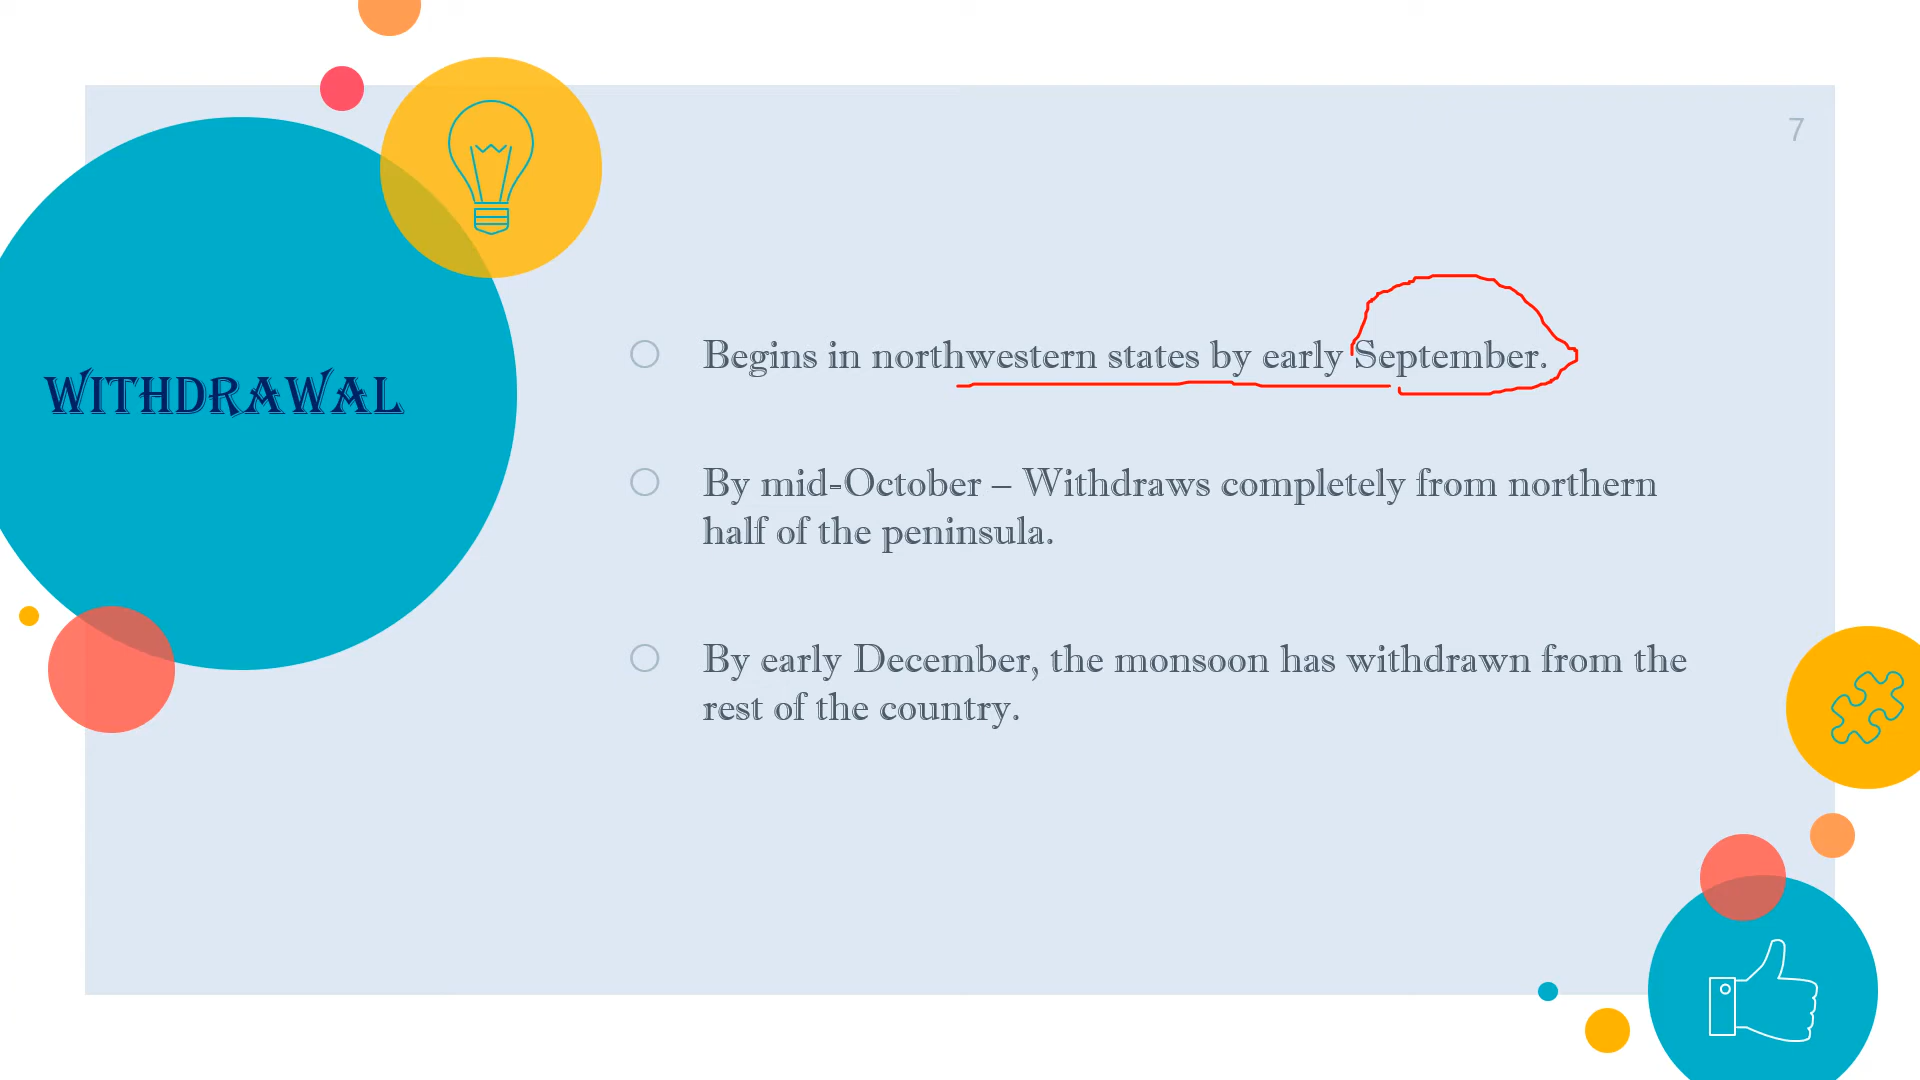 7
WITHDRAWAL
Begins in northwestern states by early September.
By mid-October – Withdraws completely from northern
half of the peninsula.
By early December, the monsoon has withdrawn from the
rest of the country.